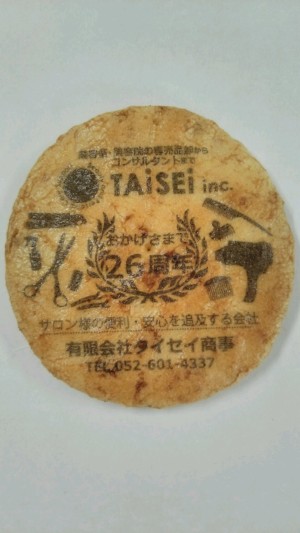 理容院・美容院の専売品卸から
コンサルタントまで
TAiSEi inc.
おかげさまで
26周年
サロン様の便利・安心を追及する会社
有限会社タイセイ商事
TEL.052-601-4337